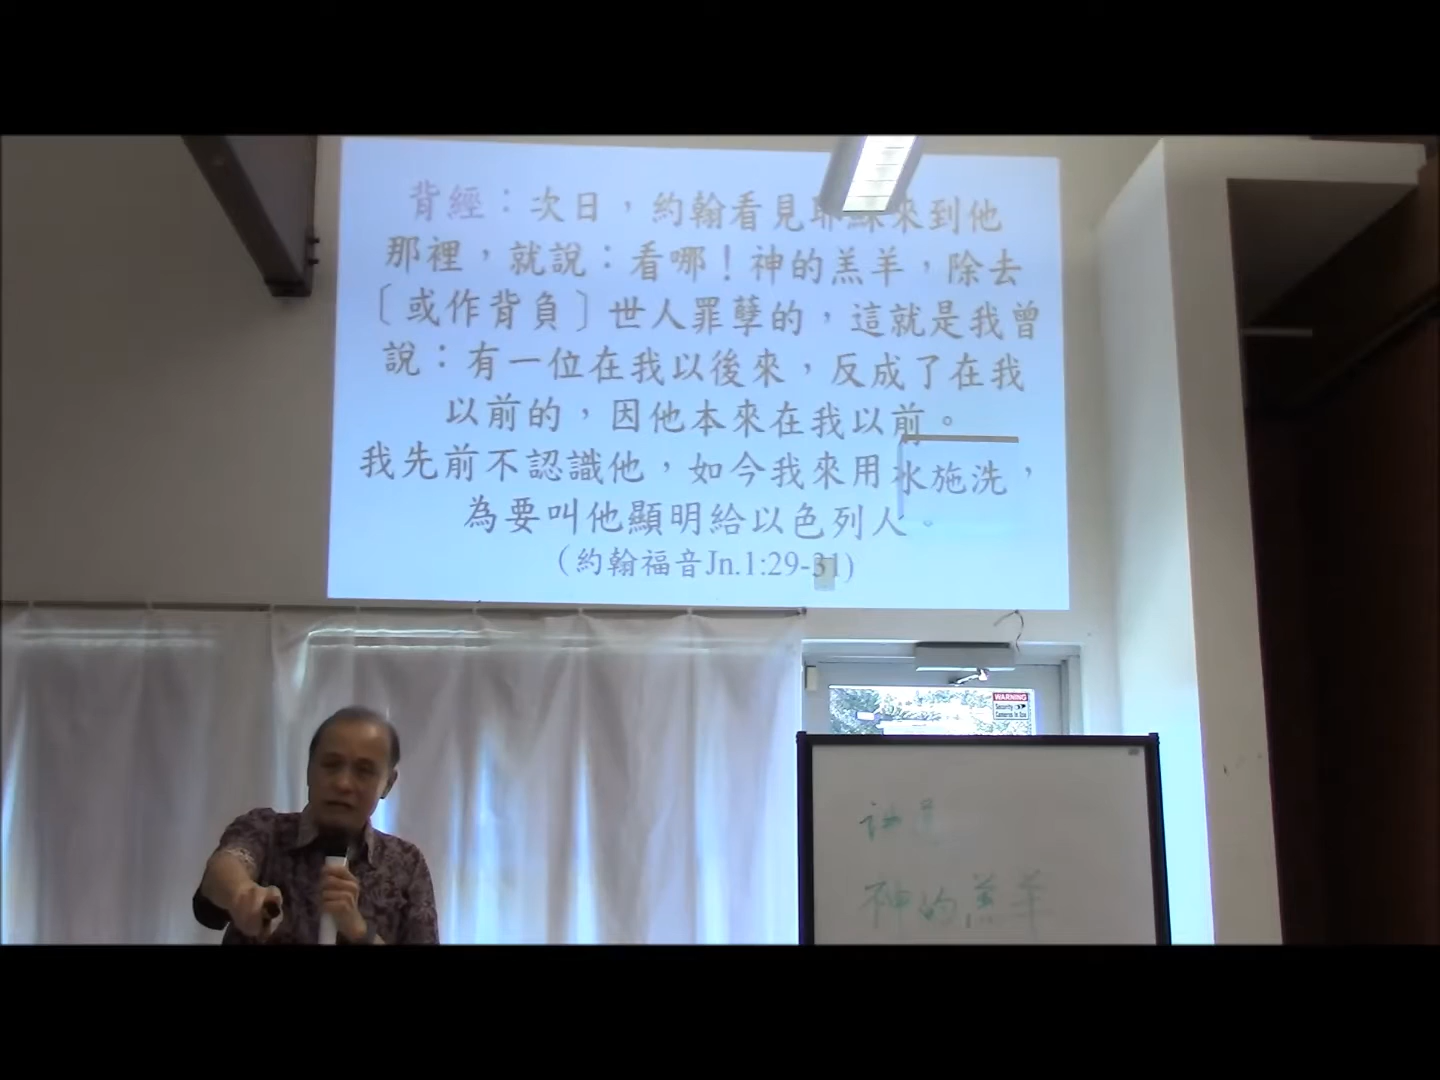 背經：次日，約翰看見耶穌來到他
那裡，就說：看哪！神的羔羊，除去
〔或作背負〕世人罪孽的，這就是我曾
說：有一位在我以後來，反成了在我
以前的，因他本來在我以前。
我先前不認識他，如今我來用水施洗，
為要叫他顯明給以色列人。
（約翰福音Jn.1:29-31)
WARNING
Security
Cameras In Use
神的羔羊